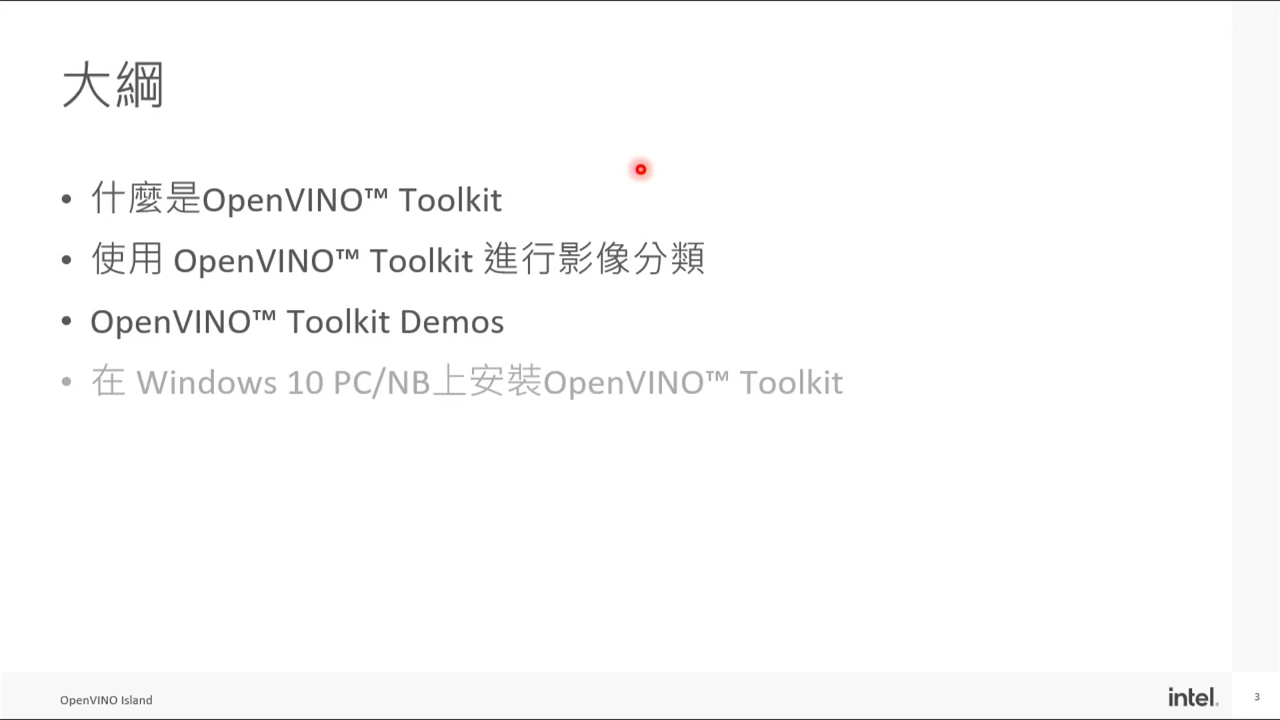 大綱
• 什麼是OpenVINO™ Toolkit
• 使用 OpenVINO™ Toolkit 進行影像分類
• OpenVINO™ Toolkit Demos
• 在 Windows 10 PC/NB上安裝OpenVINO™ Toolkit
OpenVINO Island
intel.
3